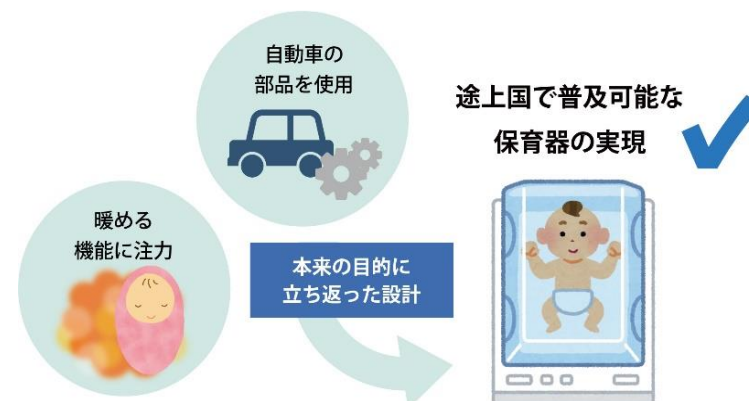 自動車の
部品を使用
途上国で普及可能な
保育器の実現
暖める
機能に注力
本来の目的に
立ち返った設計